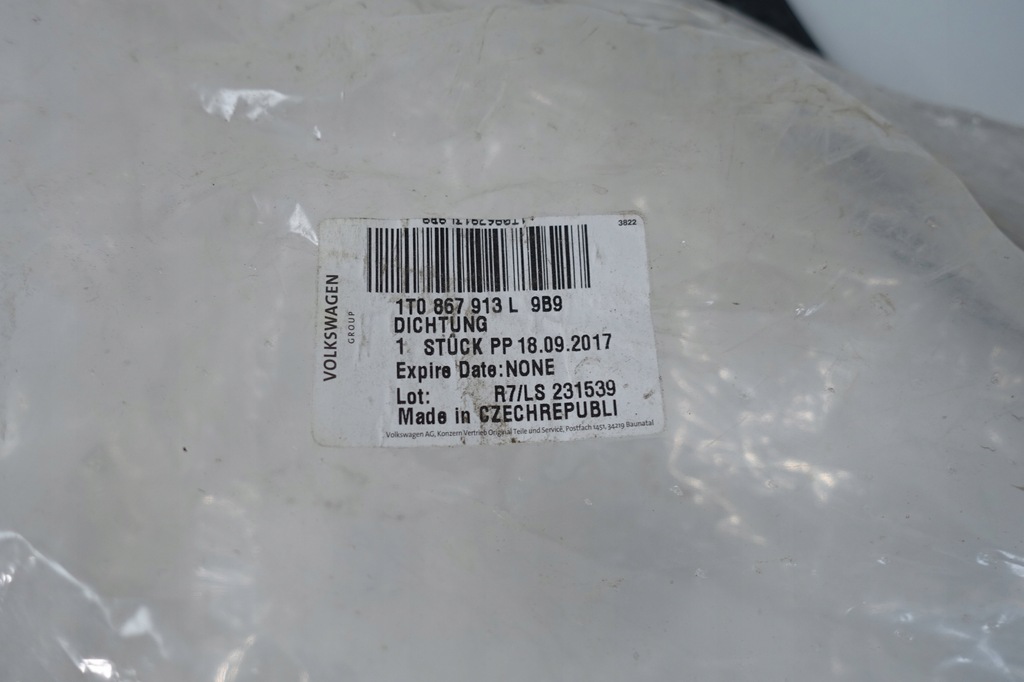 3822
1T0 867 913 L 9B9
DICHTUNG
1 STÜCK PP 18.09.2017
Expire Date: NONE
Lot: R7/LS 231539
Made in CZECHREPUBLI
Volkswagen AG, Konzern Vertrieb Original Teile und Service, Postfach 1451, 34219 Baunatal
VOLKSWAGEN
GROUP